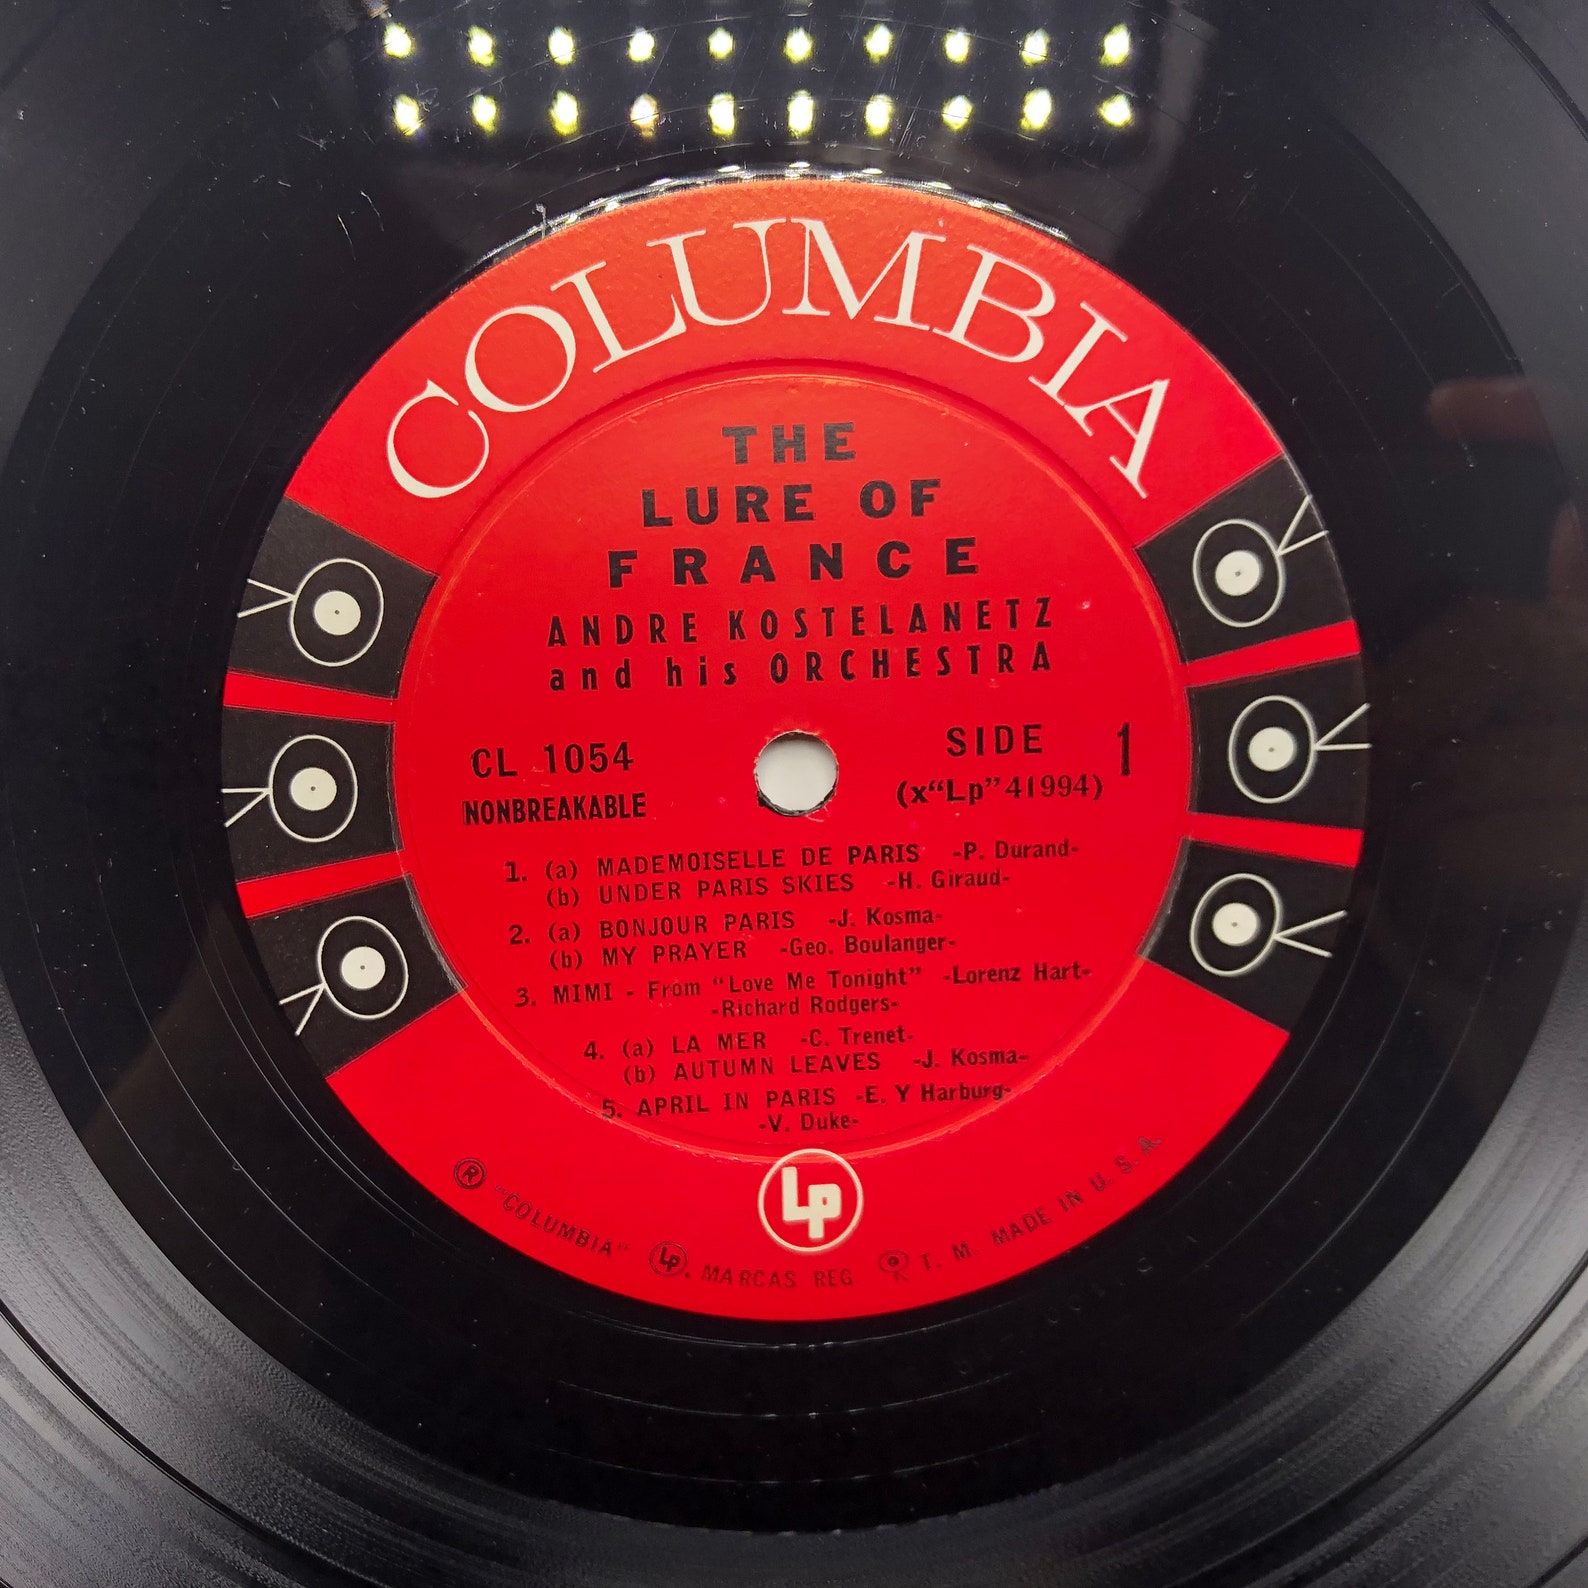 COLUMBIA
THE
LURE OF
FRANCE
ANDRE KOSTELANETZ
and his ORCHESTRA
CL 1054
NONBREAKABLE
SIDE 1
(x“Lp”41994)
1. (a) MADEMOISELLE DE PARIS -P. Durand-
(b) UNDER PARIS SKIES -H. Giraud-
2. (a) BONJOUR PARIS -J. Kosma-
(b) MY PRAYER -Geo. Boulanger-
3. MIMI - From “Love Me Tonight” -Lorenz Hart-
-Richard Rodgers-
4. (a) LA MER -C. Trenet-
(b) AUTUMN LEAVES -J. Kosma-
5. APRIL IN PARIS -E. Y Harburg-
-V. Duke-
LP
® “COLUMBIA” LP. MARCAS REG. T. M. MADE IN U. S. A.